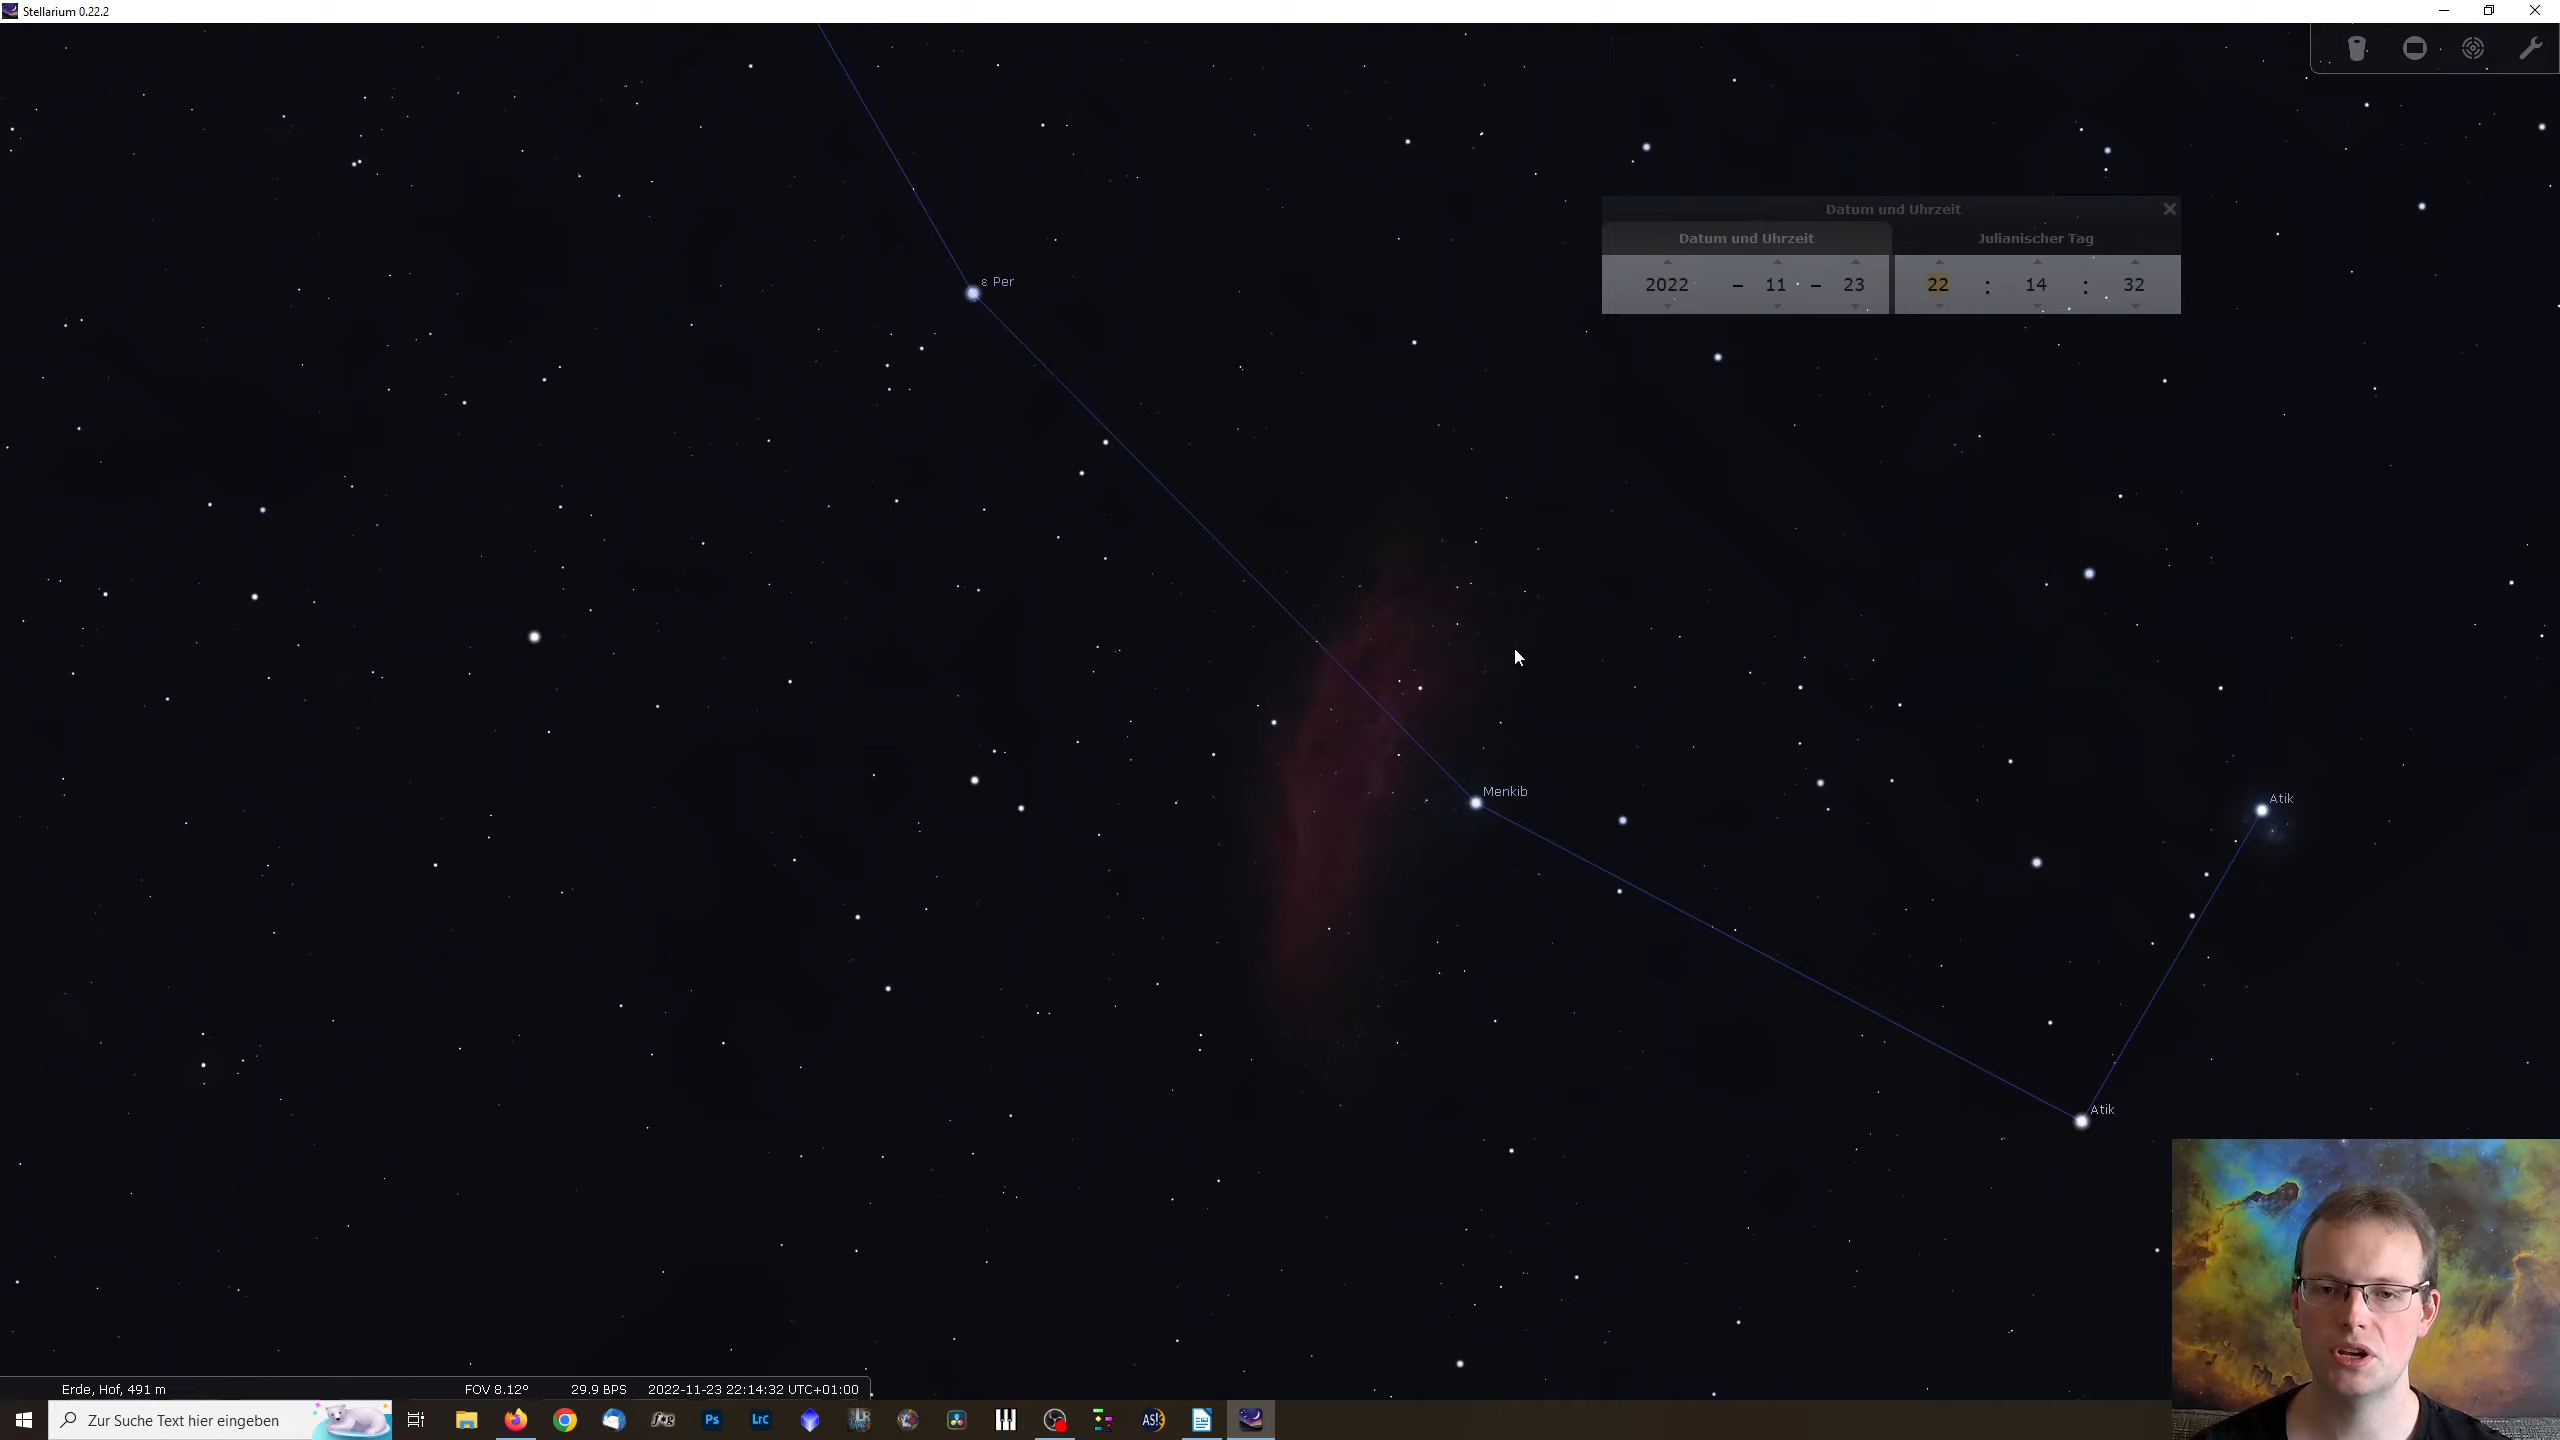 Stellarium 0.22.2
Datum und Uhrzeit
Datum und Uhrzeit Julianischer Tag
2022 – 11 – 23 22 : 14 : 32
ε Per
Menkib
Atik
Atik
Erde, Hof, 491 m FOV 8.12° 29.9 BPS 2022-11-23 22:14:32 UTC+01:00
Zur Suche Text hier eingeben Ps LrC